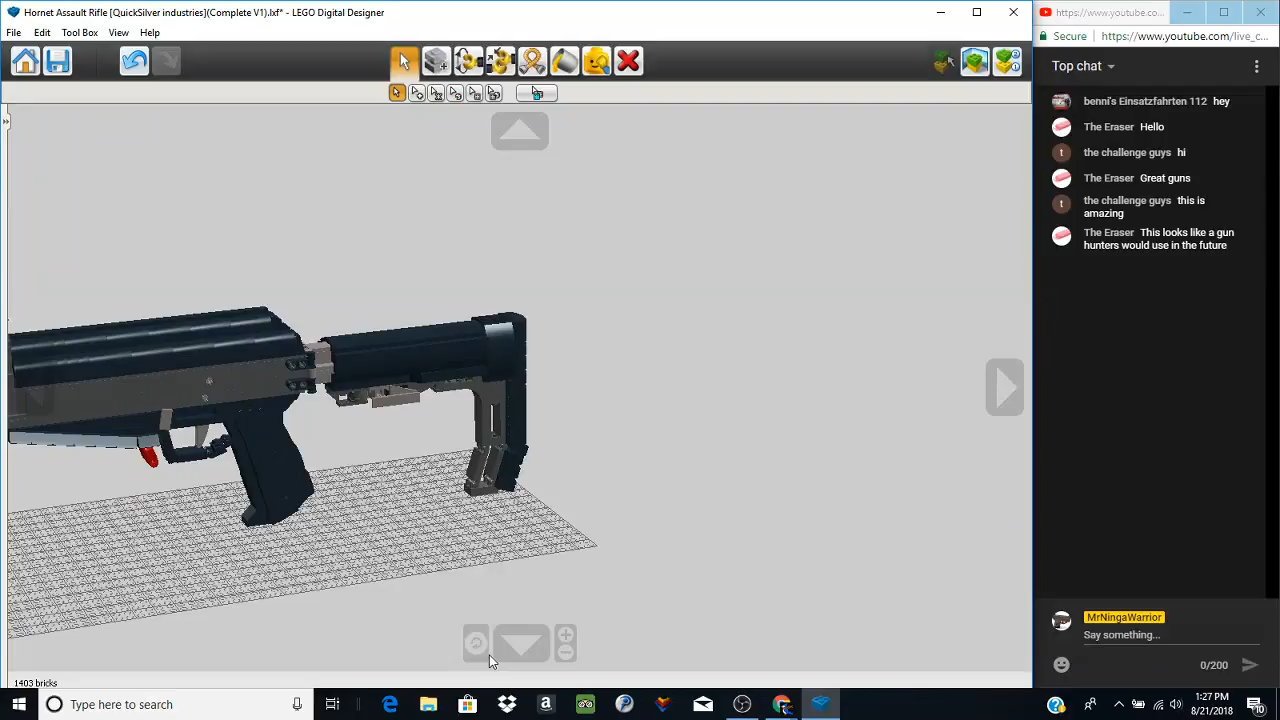 Hornet Assault Rifle [QuickSilver industries](Complete V1).lxf* - LEGO Digital Designer
File Edit Tool Box View Help
https://www.youtube.co...
Secure https://www.youtube.com/live_c...
Top chat
benni's Einsatzfahrten 112 hey
The Eraser Hello
t the challenge guys hi
The Eraser Great guns
t the challenge guys this is
amazing
The Eraser This looks like a gun
hunters would use in the future
MrNingaWarrior
Say something...
0/200
1403 bricks
Type here to search
1:27 PM
8/21/2018